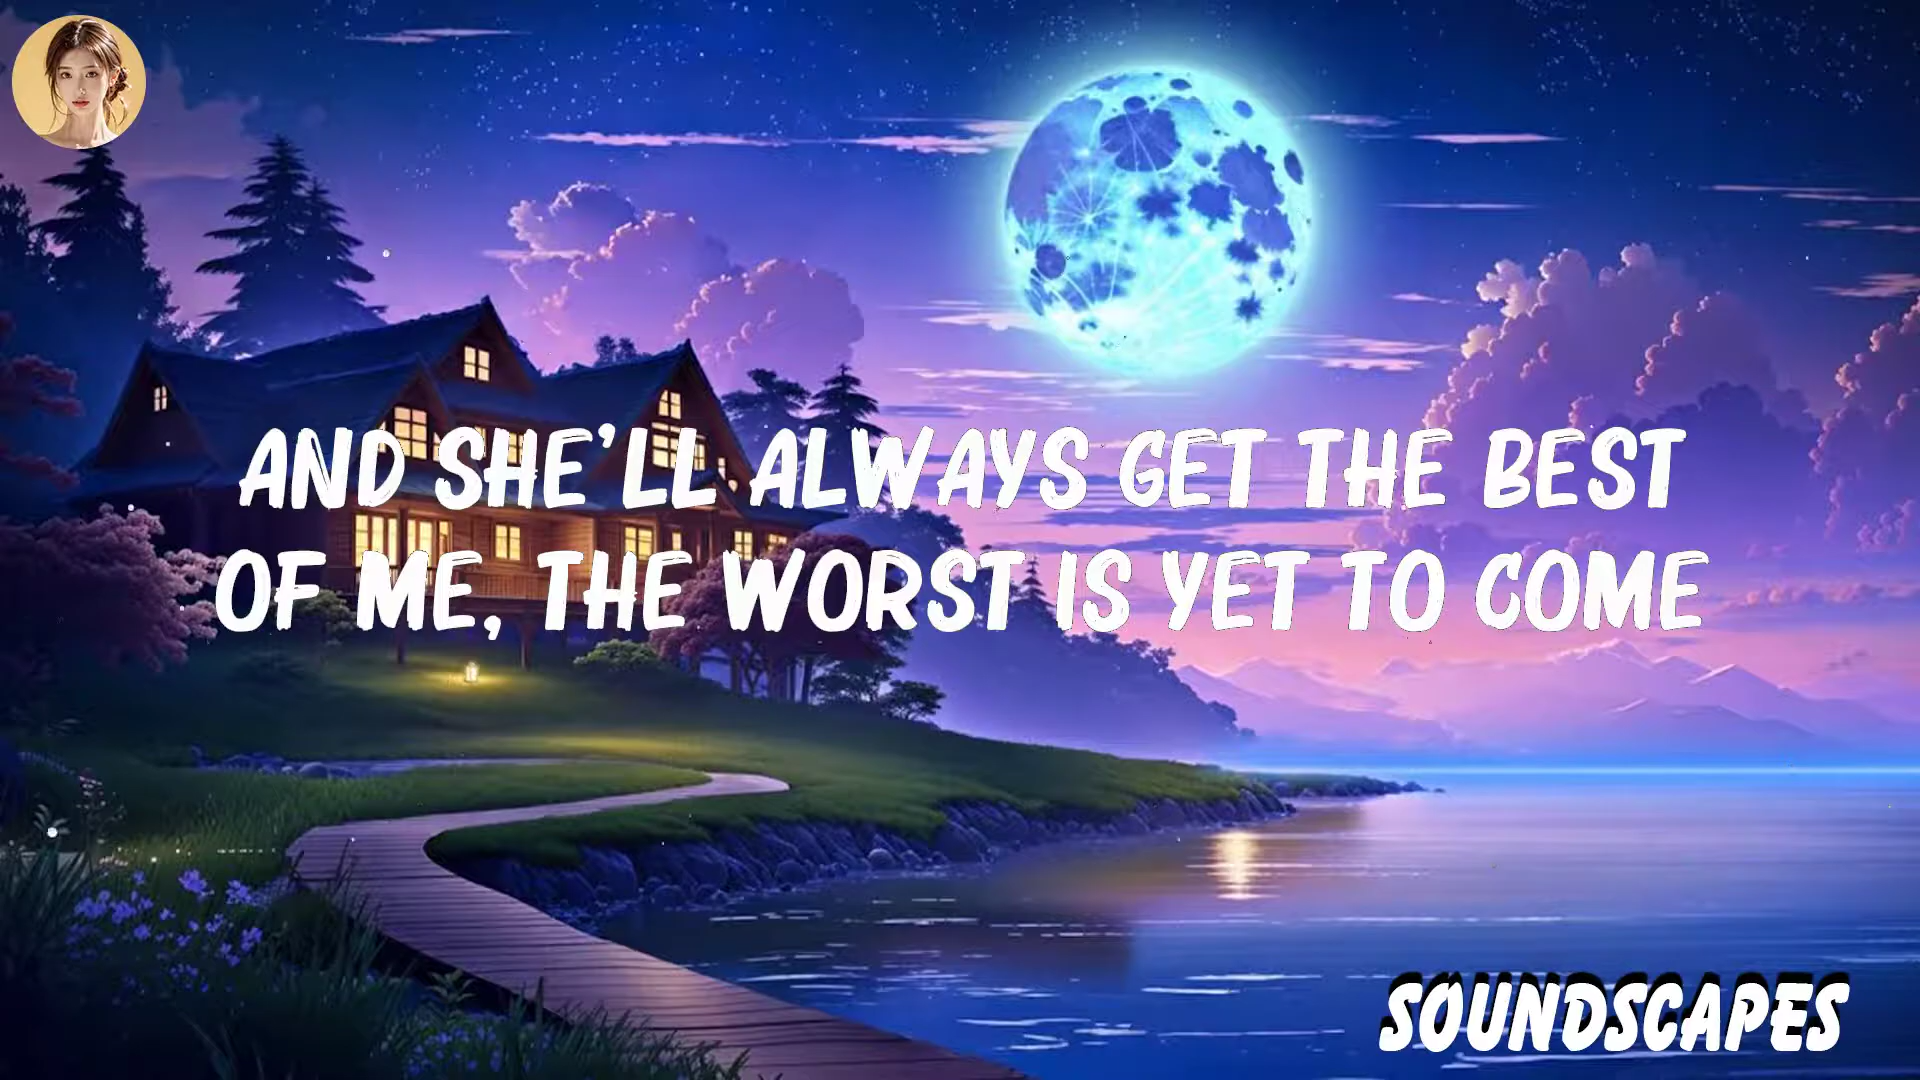 AND SHE'LL ALWAYS GET THE BEST
OF ME, THE WORST IS YET TO COME
SOUNDSCAPES